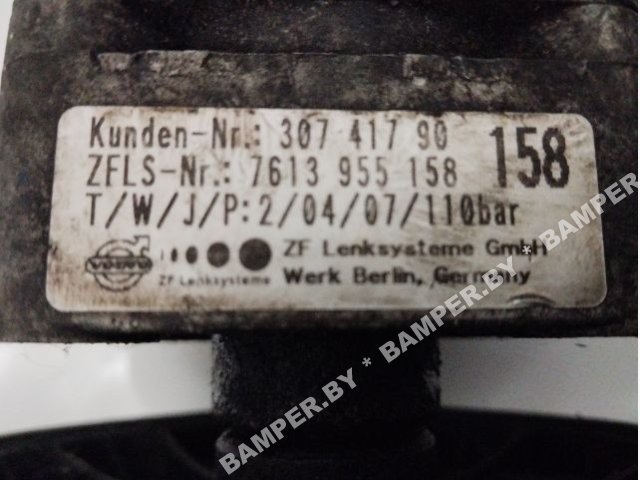 Kunden-Nr.: 307 417 90
158
ZFLS-Nr.: 7613 955 158
T/W/J/P: 2/04/07/110bar
VOLVO
ZF Lenksysteme
ZF Lenksysteme GmbH
Werk Berlin, Germany
BAMPER.BY * BAMPER.BY * BAMPER.BY